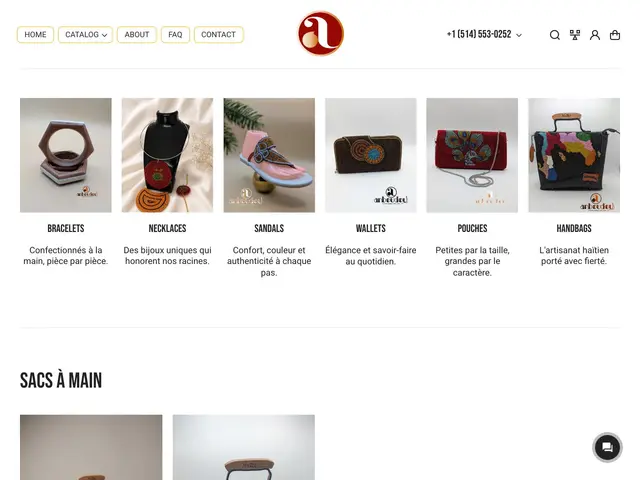 HOME
CATALOG
ABOUT
FAQ
CONTACT
a
+1 (514) 553-0252
BRACELETS
Confectionnés à la
main, pièce par pièce.
NECKLACES
Des bijoux uniques qui
honorent nos racines.
SANDALS
Confort, couleur et
authenticité à chaque
pas.
WALLETS
Élégance et savoir-faire
au quotidien.
POUCHES
Petites par la taille,
grandes par le
caractère.
HANDBAGS
L'artisanat haïtien
porté avec fierté.
SACS À MAIN